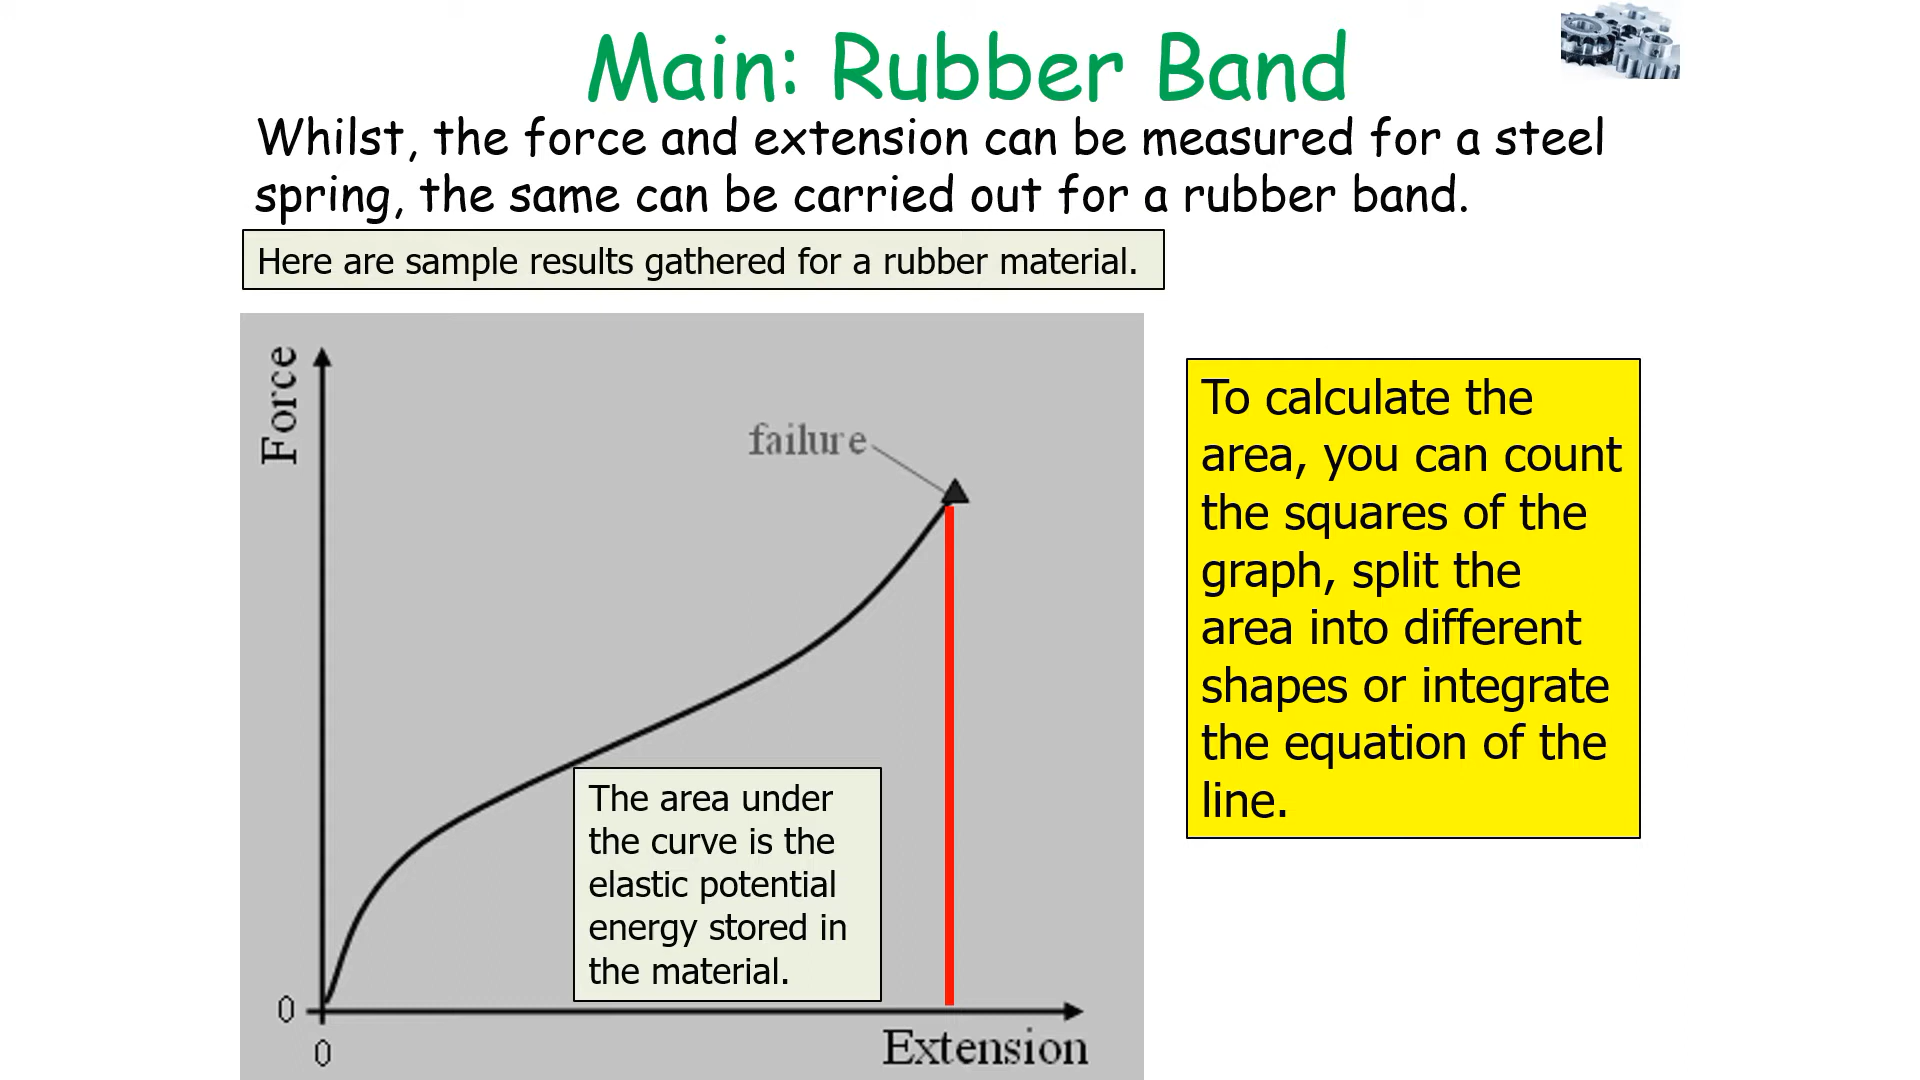 Main: Rubber Band
Whilst, the force and extension can be measured for a steel
spring, the same can be carried out for a rubber band.
Here are sample results gathered for a rubber material.
Force
failure
To calculate the
area, you can count
the squares of the
graph, split the
area into different
shapes or integrate
the equation of the
line.
The area under
the curve is the
elastic potential
energy stored in
the material.
0
0
Extension